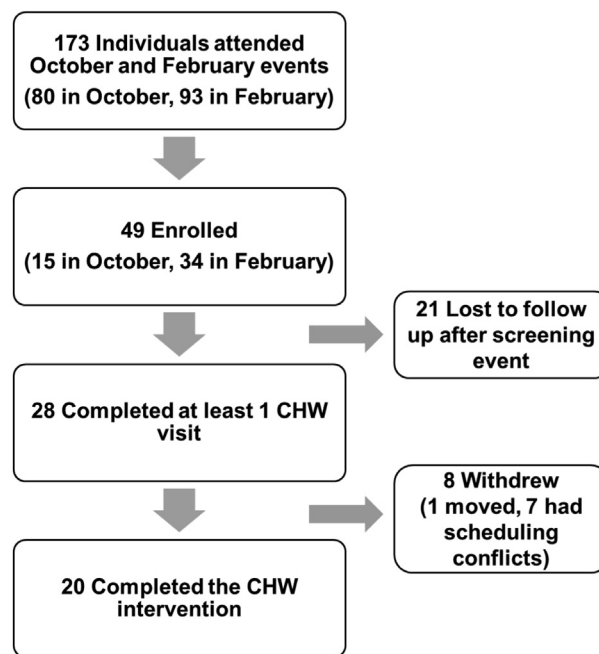 173 Individuals attended
October and February events
(80 in October, 93 in February)
49 Enrolled
(15 in October, 34 in February)
21 Lost to follow
up after screening
event
28 Completed at least 1 CHW
visit
8 Withdrew
(1 moved, 7 had
scheduling
conflicts)
20 Completed the CHW
intervention